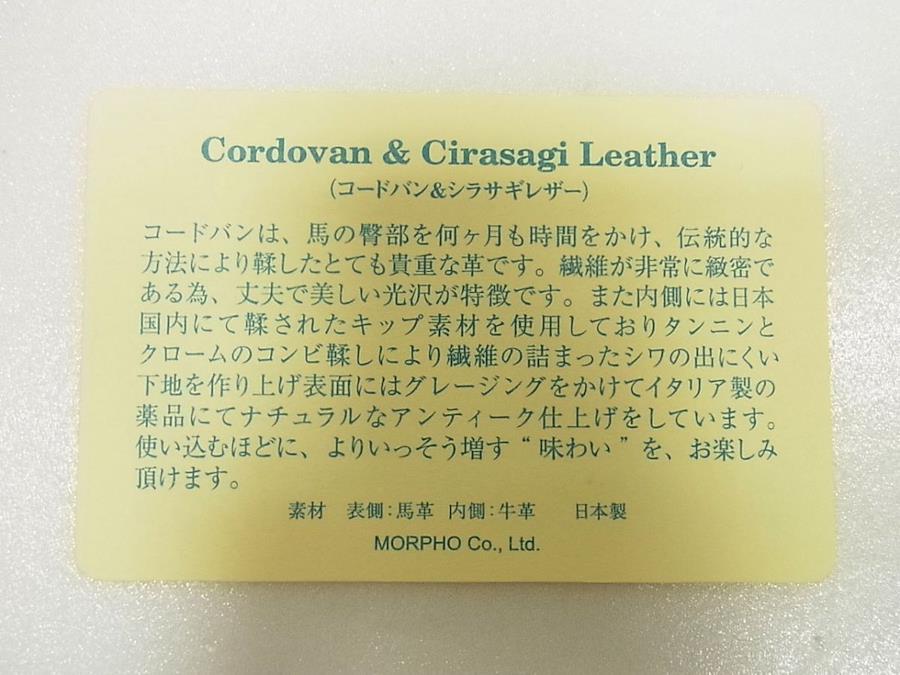 Cordovan & Cirasagi Leather
(コードバン&シラサギレザー)
コードバンは、馬の臀部を何ヶ月も時間をかけ、伝統的な
方法により鞣したとても貴重な革です。繊維が非常に緻密で
ある為、丈夫で美しい光沢が特徴です。また内側には日本
国内にて鞣されたキップ素材を使用しておりタンニンと
クロームのコンビ鞣しにより繊維の詰まったシワの出にくい
下地を作り上げ表面にはグレージングをかけてイタリア製の
薬品にてナチュラルなアンティーク仕上げをしています。
使い込むほどに、よりいっそう増す“味わい”を、お楽しみ
頂けます。
素材 表側:馬革 内側:牛革 日本製
MORPHO Co., Ltd.